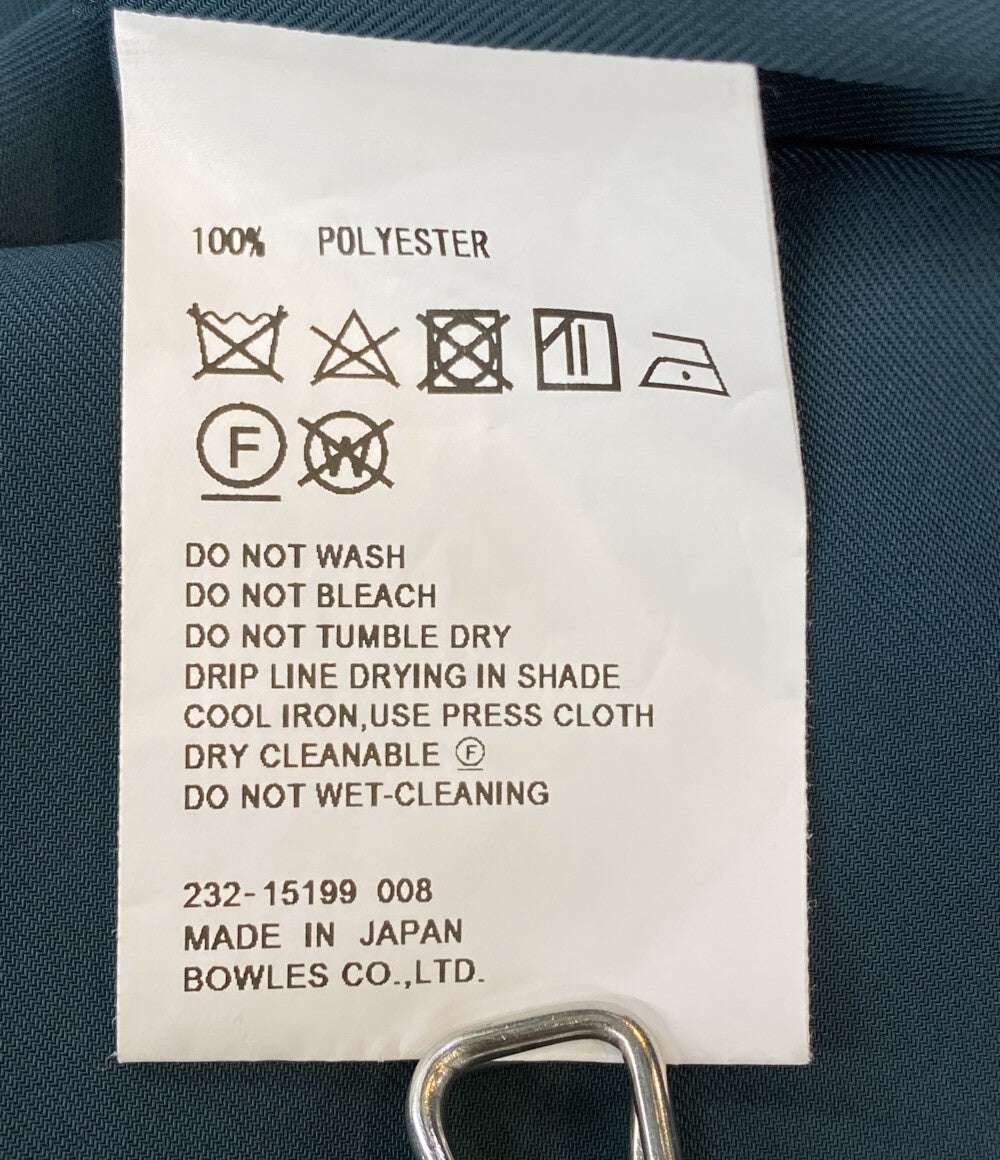 100% POLYESTER
F W
DO NOT WASH
DO NOT BLEACH
DO NOT TUMBLE DRY
DRIP LINE DRYING IN SHADE
COOL IRON,USE PRESS CLOTH
DRY CLEANABLE Ⓕ
DO NOT WET-CLEANING
232-15199 008
MADE IN JAPAN
BOWLES CO.,LTD.